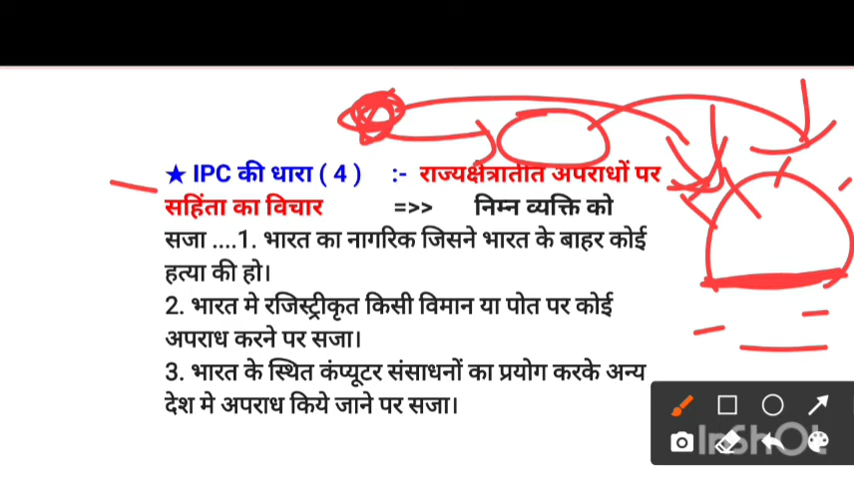 ★ IPC की धारा ( 4 ) :- राज्यक्षेत्रातीत अपराधों पर
सहिंता का विचार =>> निम्न व्यक्ति को
सजा ....1. भारत का नागरिक जिसने भारत के बाहर कोई
हत्या की हो।
2. भारत मे रजिस्ट्रीकृत किसी विमान या पोत पर कोई
अपराध करने पर सजा।
3. भारत के स्थित कंप्यूटर संसाधनों का प्रयोग करके अन्य
देश मे अपराध किये जाने पर सजा।
InShOt